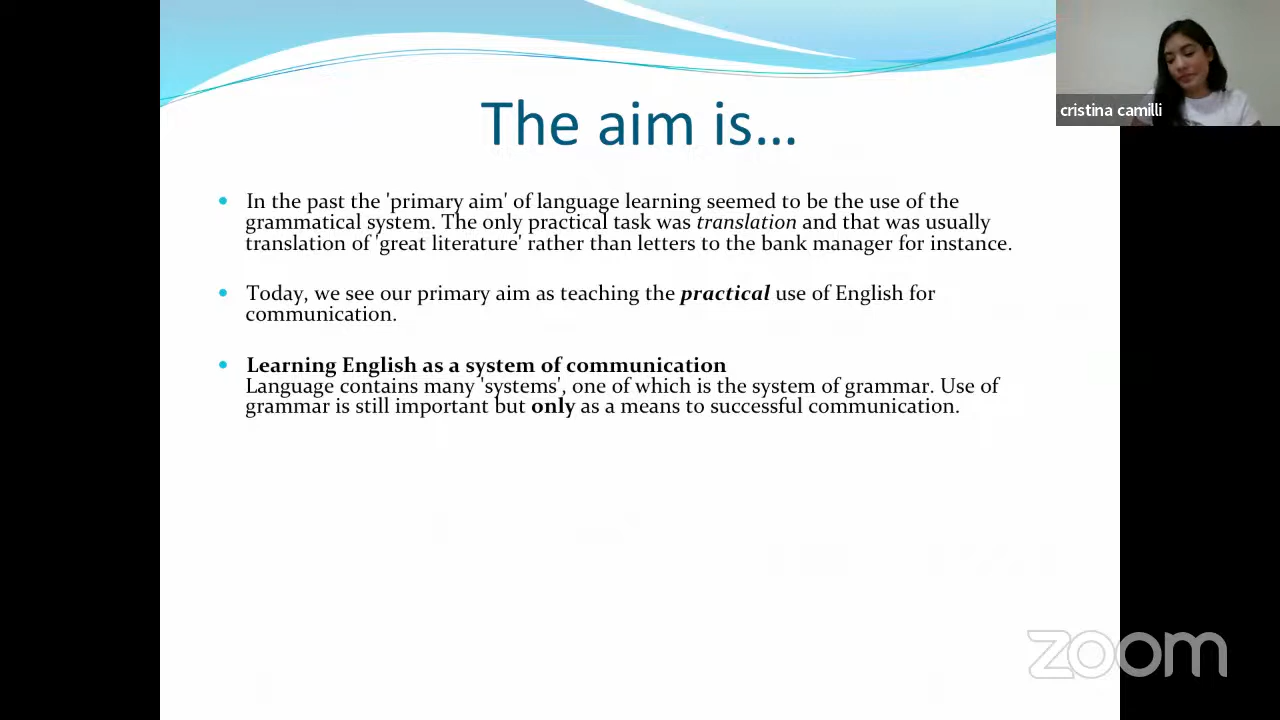 cristina camilli
The aim is...
• In the past the 'primary aim' of language learning seemed to be the use of the
grammatical system. The only practical task was translation and that was usually
translation of 'great literature' rather than letters to the bank manager for instance.
• Today, we see our primary aim as teaching the practical use of English for
communication.
• Learning English as a system of communication
Language contains many 'systems', one of which is the system of grammar. Use of
grammar is still important but only as a means to successful communication.
zoom